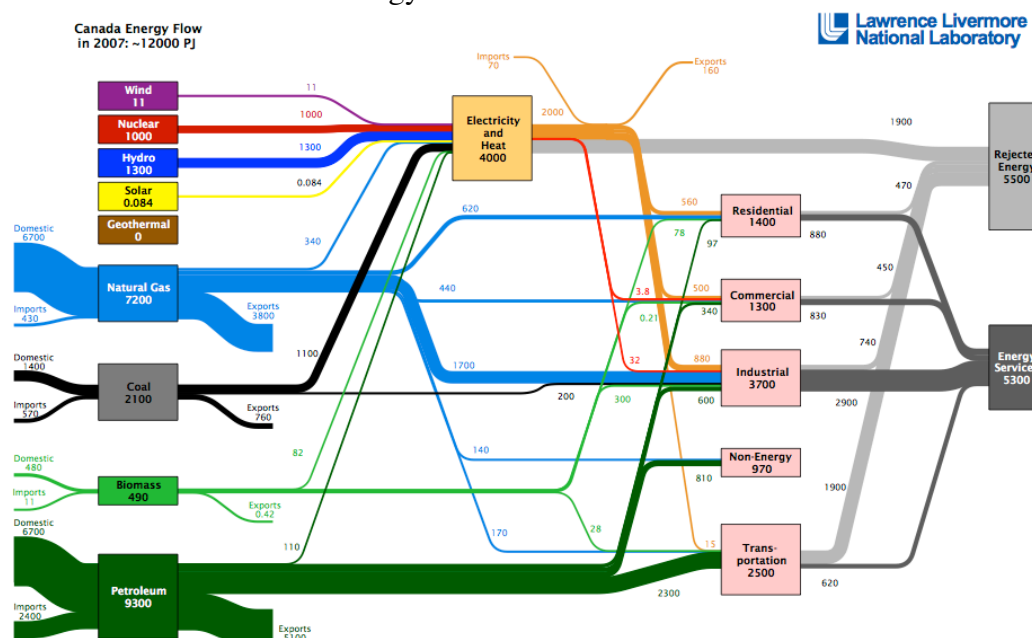 Canada Energy Flow
in 2007: ~12000 PJ
Lawrence Livermore
National Laboratory
Imports
70
Exports
160
Wind
11
11
Nuclear
1000
1000
Hydro
1300
1300
Solar
0.084
0.084
Geothermal
0
Electricity
and
Heat
4000
2000
1900
Rejected
Energy
5500
Domestic
6700
Imports
430
Natural Gas
7200
Exports
3800
340
620
440
1700
140
170
Residential
1400
560
78
97
470
880
Commercial
1300
3.8
500
0.21
340
450
830
Domestic
1400
Imports
570
Coal
2100
Exports
760
1100
200
Industrial
3700
880
32
300
600
740
2900
Energy
Service
5300
Domestic
480
Imports
11
Biomass
490
Exports
0.42
82
28
Non-Energy
970
810
Domestic
6700
Imports
2400
Petroleum
9300
Exports
110
2300
15
Trans-
portation
2500
1900
620